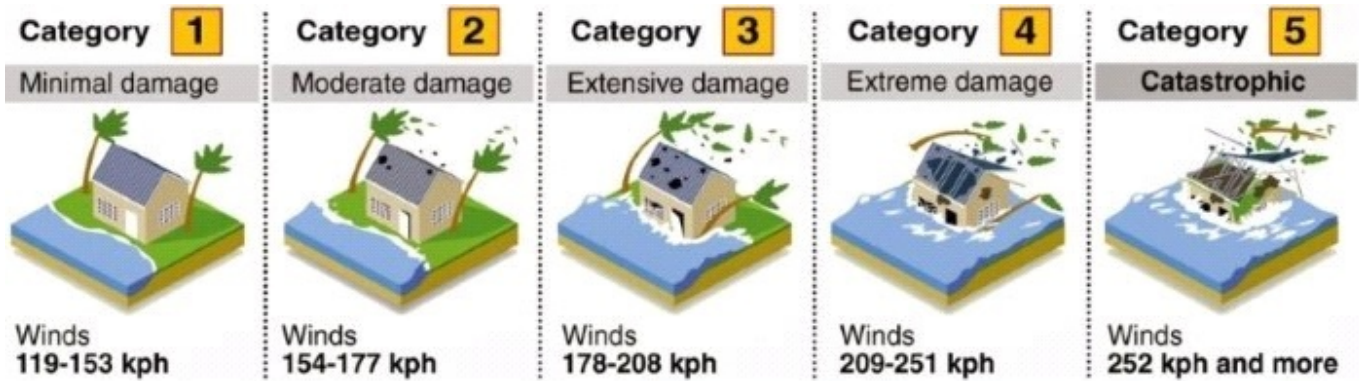 Category 1
Minimal damage
Winds
119-153 kph
Category 2
Moderate damage
Winds
154-177 kph
Category 3
Extensive damage
Winds
178-208 kph
Category 4
Extreme damage
Winds
209-251 kph
Category 5
Catastrophic
Winds
252 kph and more